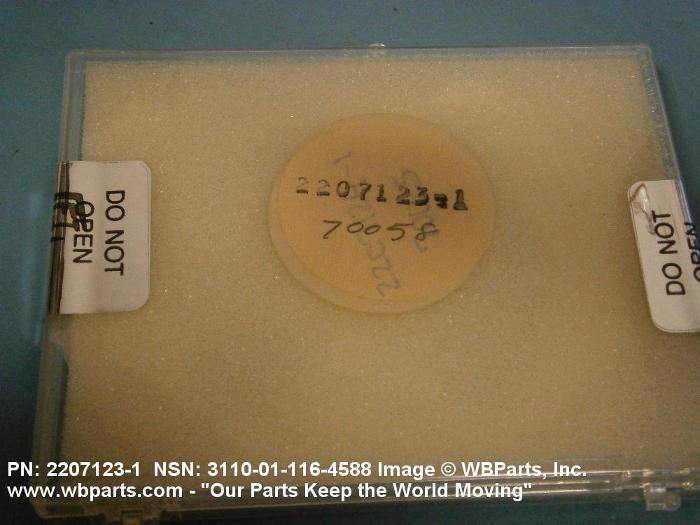 2207123-1
70058
DO NOT
OPEN
DO NOT
OPEN
PN: 2207123-1 NSN: 3110-01-116-4588 Image © WBParts, Inc.
www.wbparts.com - "Our Parts Keep the World Moving"